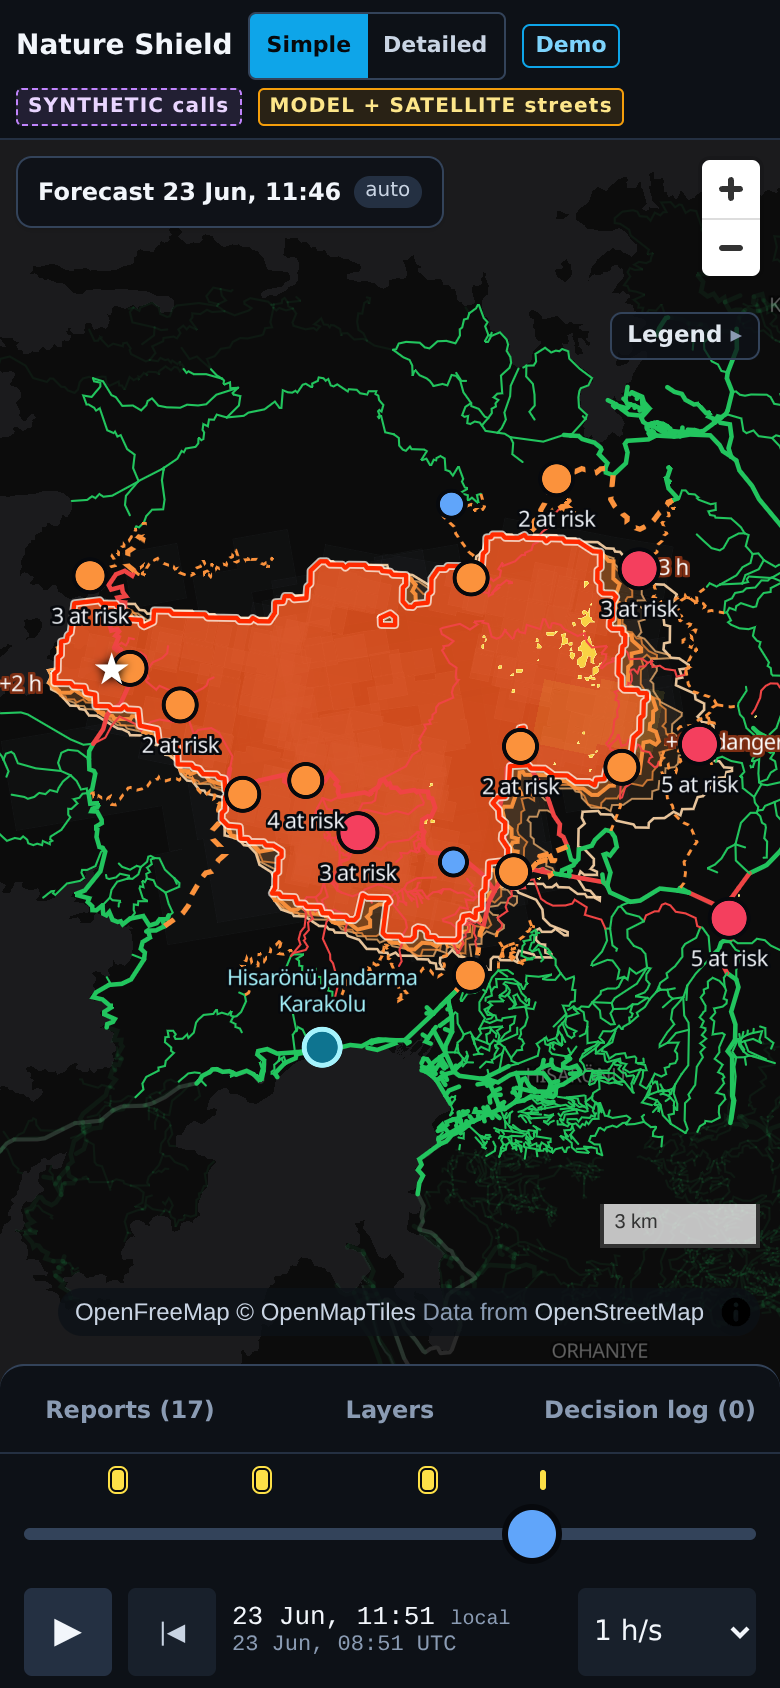 Nature Shield
Simple
Detailed
Demo
SYNTHETIC calls
MODEL + SATELLITE streets
Forecast 23 Jun, 11:46 auto
+
−
Legend ▸
2 at risk
3 h
3 at risk
3 at risk
+2 h
2 at risk
danger
5 at risk
2 at risk
4 at risk
3 at risk
5 at risk
Hisarönü Jandarma
Karakolu
3 km
OpenFreeMap © OpenMapTiles Data from OpenStreetMap
ORHANIYE
Reports (17)
Layers
Decision log (0)
23 Jun, 11:51 local
23 Jun, 08:51 UTC
1 h/s